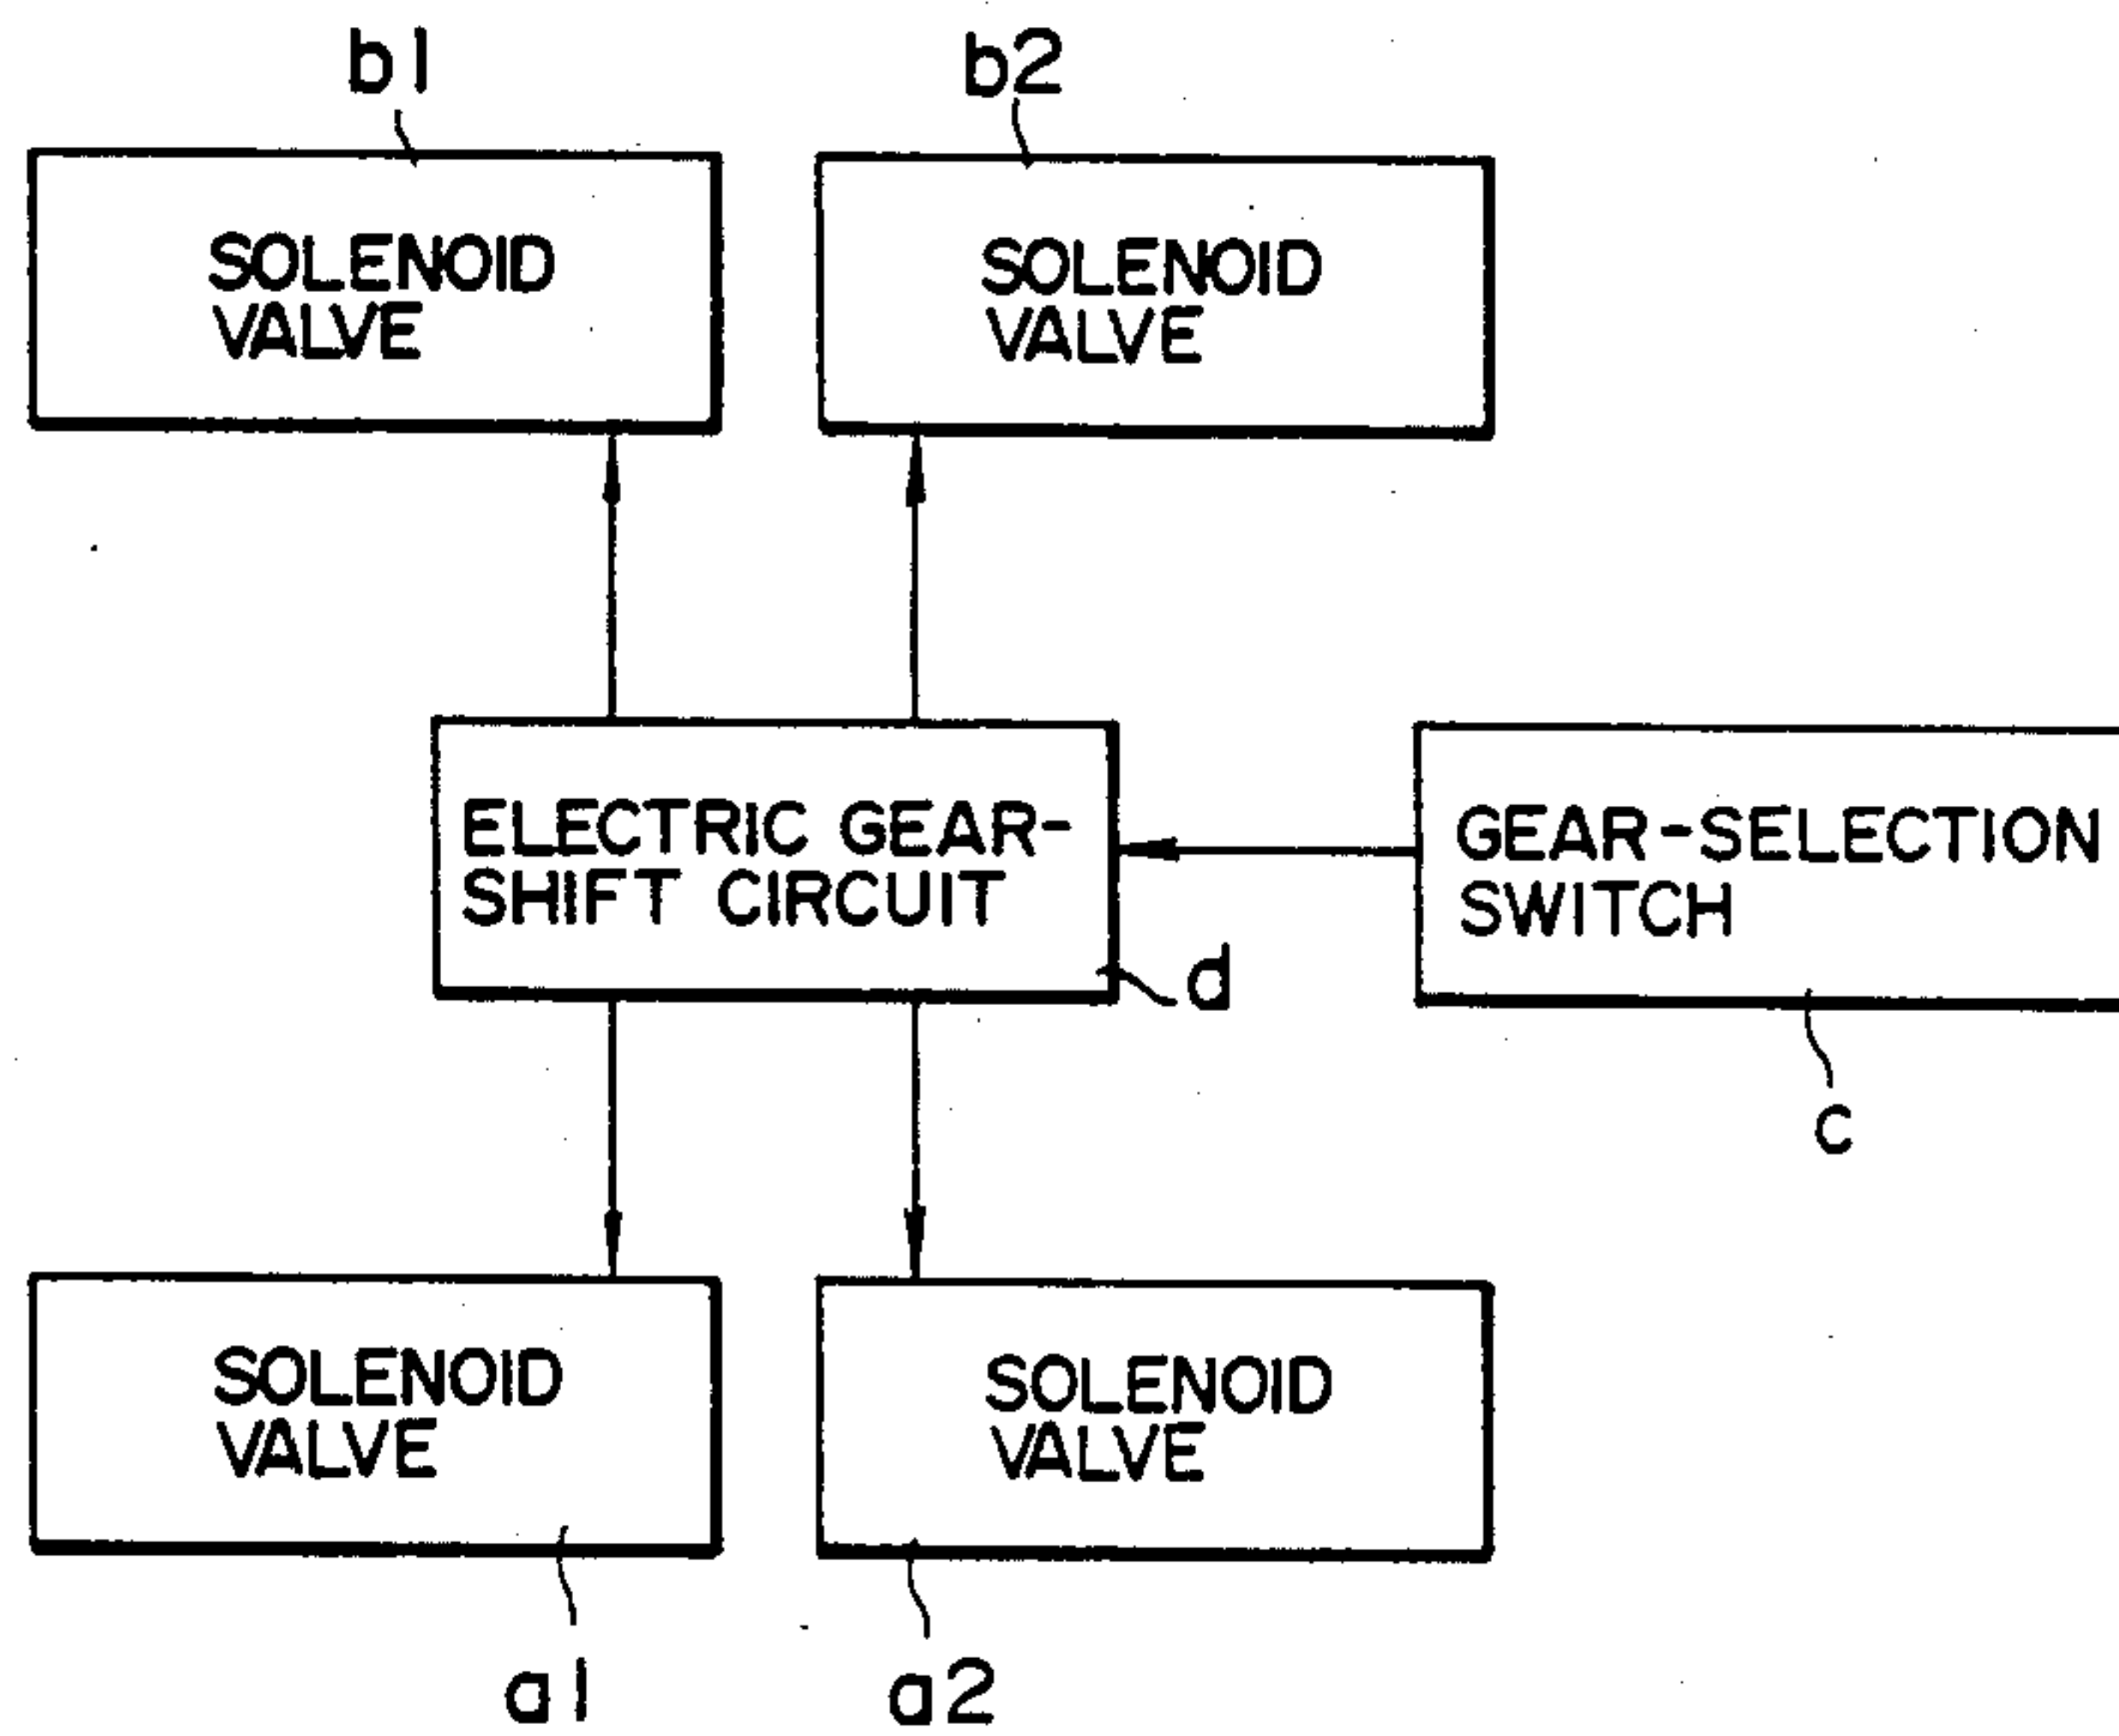 b1
b2
SOLENOID
VALVE
SOLENOID
VALVE
ELECTRIC GEAR-
SHIFT CIRCUIT
GEAR-SELECTION
SWITCH
d
c
SOLENOID
VALVE
SOLENOID
VALVE
a1
a2